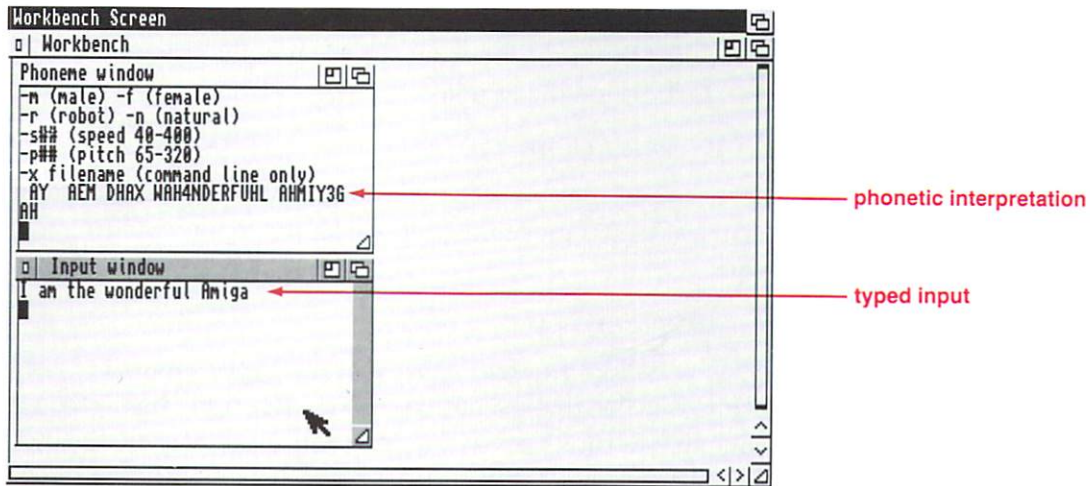 Workbench Screen
Workbench
Phoneme window
-m (male) -f (female)
-r (robot) -n (natural)
-s## (speed 40-400)
-p## (pitch 65-320)
-x filename (command line only)
AY AEM DHAX WAH4NDERFUHL AHMIY3G
AH
phonetic interpretation
Input window
I am the wonderful Amiga
typed input